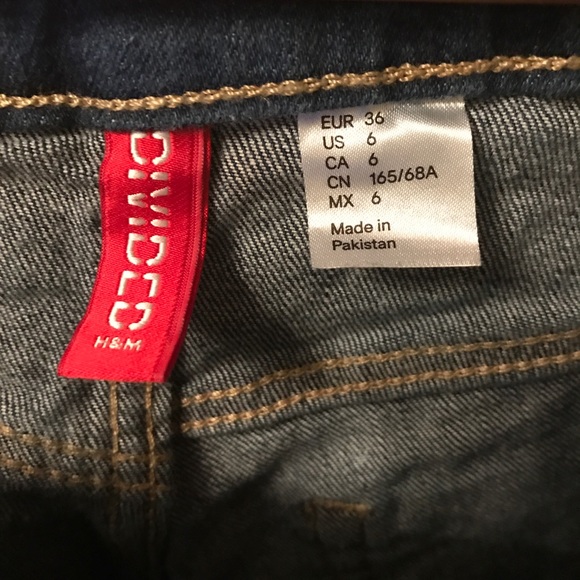 DIVIDED
H&M
EUR 36
US 6
CA 6
CN 165/68A
MX 6
Made in
Pakistan